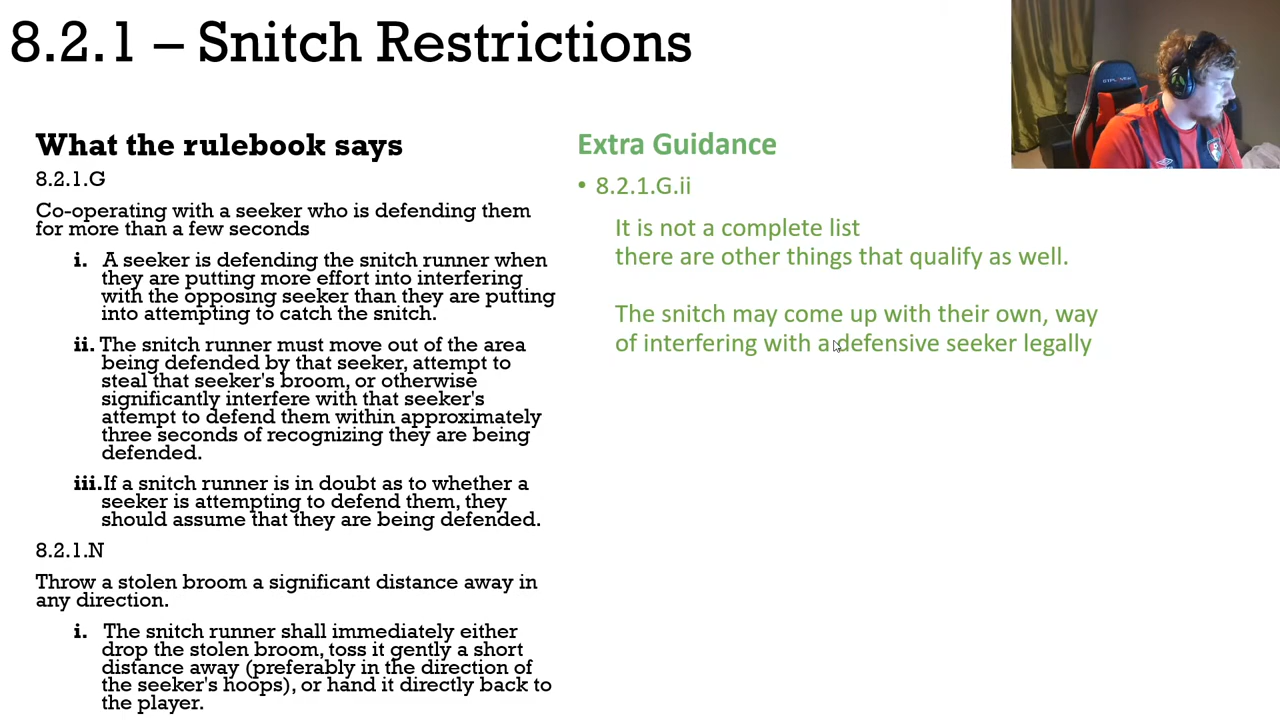 8.2.1 – Snitch Restrictions
What the rulebook says
8.2.1.G
Co-operating with a seeker who is defending them
for more than a few seconds
i. A seeker is defending the snitch runner when
they are putting more effort into interfering
with the opposing seeker than they are putting
into attempting to catch the snitch.
ii. The snitch runner must move out of the area
being defended by that seeker, attempt to
steal that seeker's broom, or otherwise
significantly interfere with that seeker's
attempt to defend them within approximately
three seconds of recognizing they are being
defended.
iii.If a snitch runner is in doubt as to whether a
seeker is attempting to defend them, they
should assume that they are being defended.
8.2.1.N
Throw a stolen broom a significant distance away in
any direction.
i. The snitch runner shall immediately either
drop the stolen broom, toss it gently a short
distance away (preferably in the direction of
the seeker's hoops), or hand it directly back to
the player.
Extra Guidance
• 8.2.1.G.ii
It is not a complete list
there are other things that qualify as well.
The snitch may come up with their own, way
of interfering with a defensive seeker legally